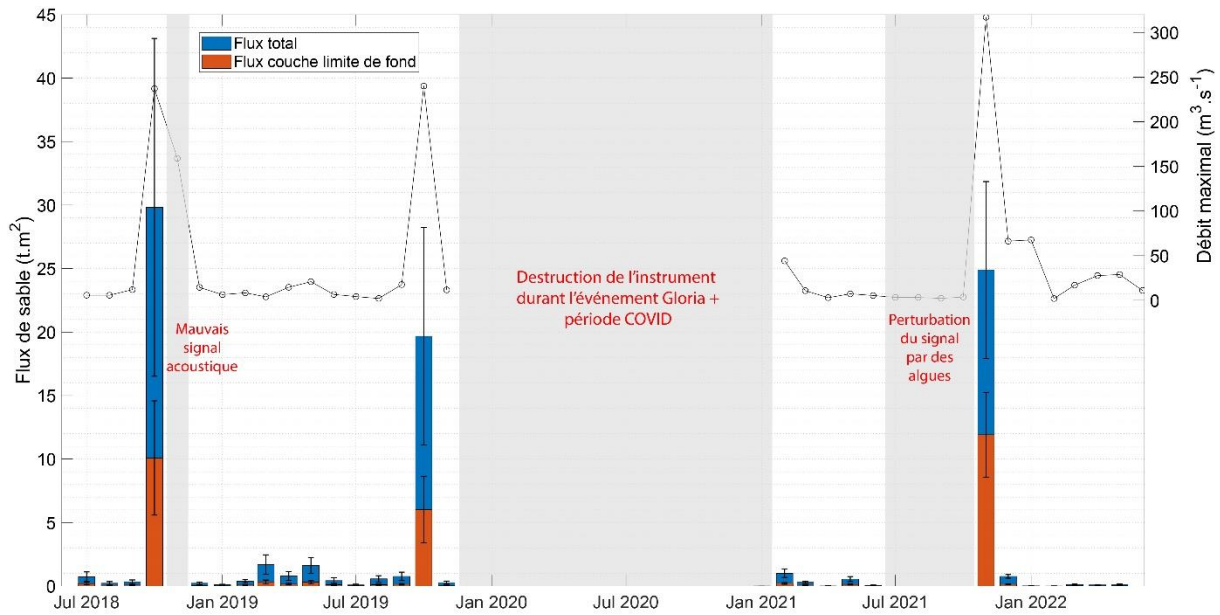 Flux total
Flux couche limite de fond
Flux de sable (t.m²)
45
40
35
30
25
20
15
10
5
0
Débit maximal (m³.s⁻¹)
300
250
200
150
100
50
0
Mauvais
signal
acoustique
Destruction de l'instrument
durant l'événement Gloria +
période COVID
Perturbation
du signal
par des
algues
Jul 2018
Jan 2019
Jul 2019
Jan 2020
Jul 2020
Jan 2021
Jul 2021
Jan 2022